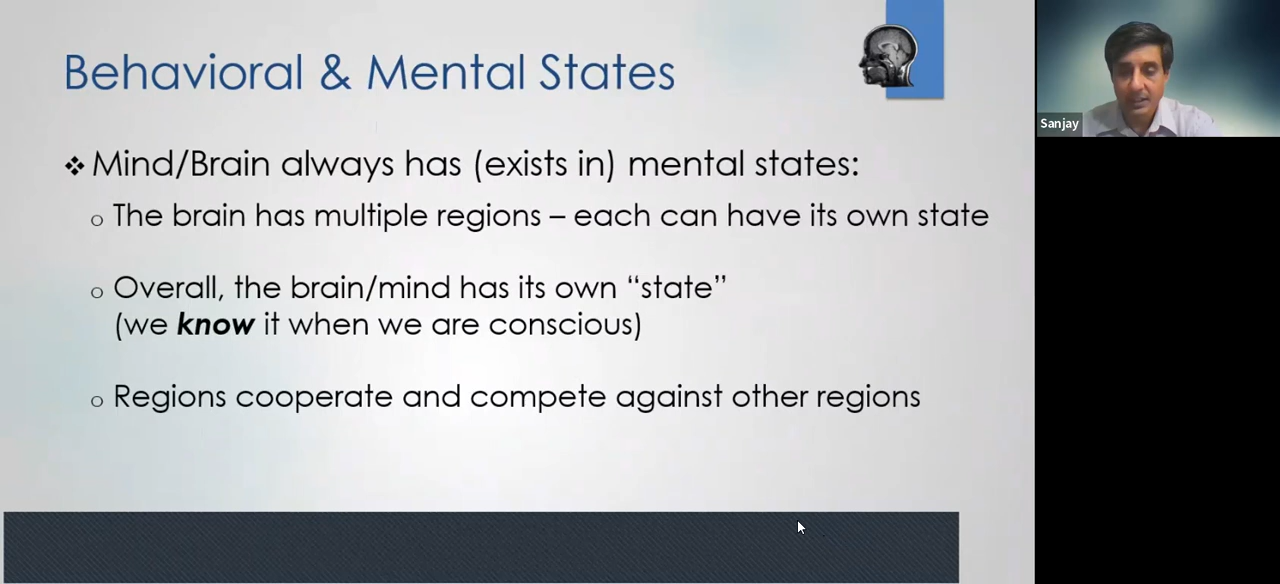 Behavioral & Mental States
❖ Mind/Brain always has (exists in) mental states:
o The brain has multiple regions – each can have its own state
o Overall, the brain/mind has its own “state”
(we know it when we are conscious)
o Regions cooperate and compete against other regions
Sanjay